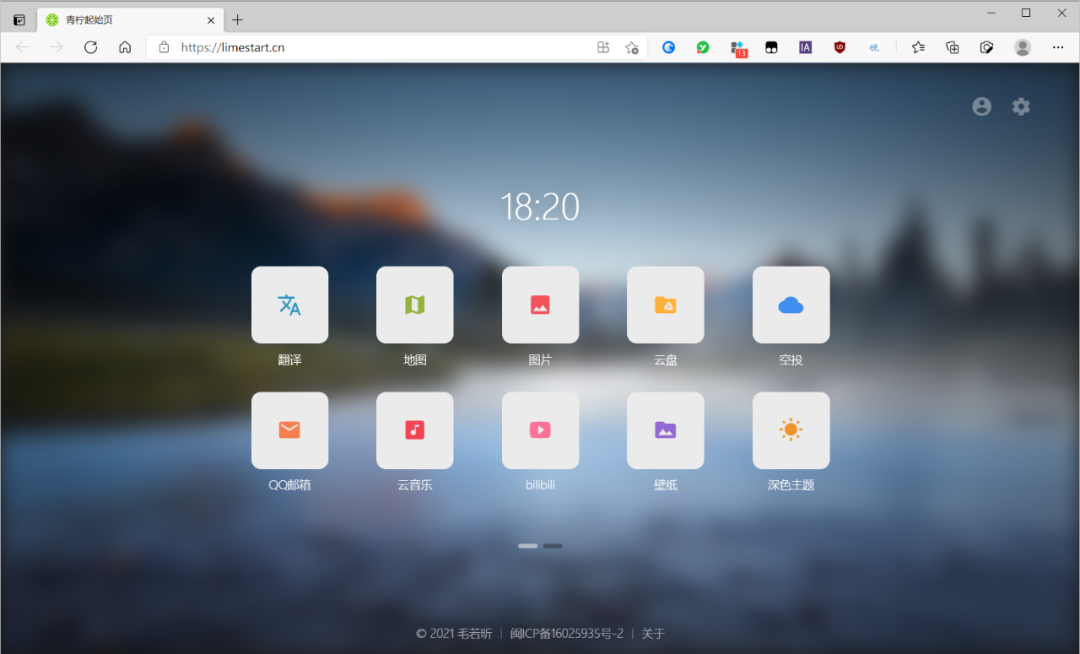 青柠起始页
https://limestart.cn
13
IA
18:20
翻译 地图 图片 云盘 空投
QQ邮箱 云音乐 bilibili 壁纸 深色主题
© 2021 毛若昕 | 闽ICP备16025935号-2 | 关于